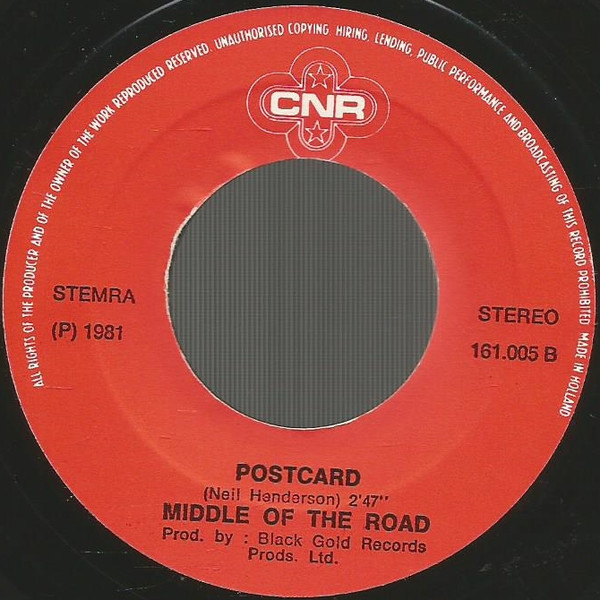 ALL RIGHTS OF THE PRODUCER AND OF THE OWNER OF THE WORK REPRODUCED RESERVED. UNAUTHORISED COPYING, HIRING, LENDING, PUBLIC PERFORMANCE AND BROADCASTING OF THIS RECORD PROHIBITED MADE IN HOLLAND
CNR
STEMRA
(P) 1981
STEREO
161.005 B
POSTCARD
(Neil Henderson) 2'47"
MIDDLE OF THE ROAD
Prod. by : Black Gold Records
Prods. Ltd.